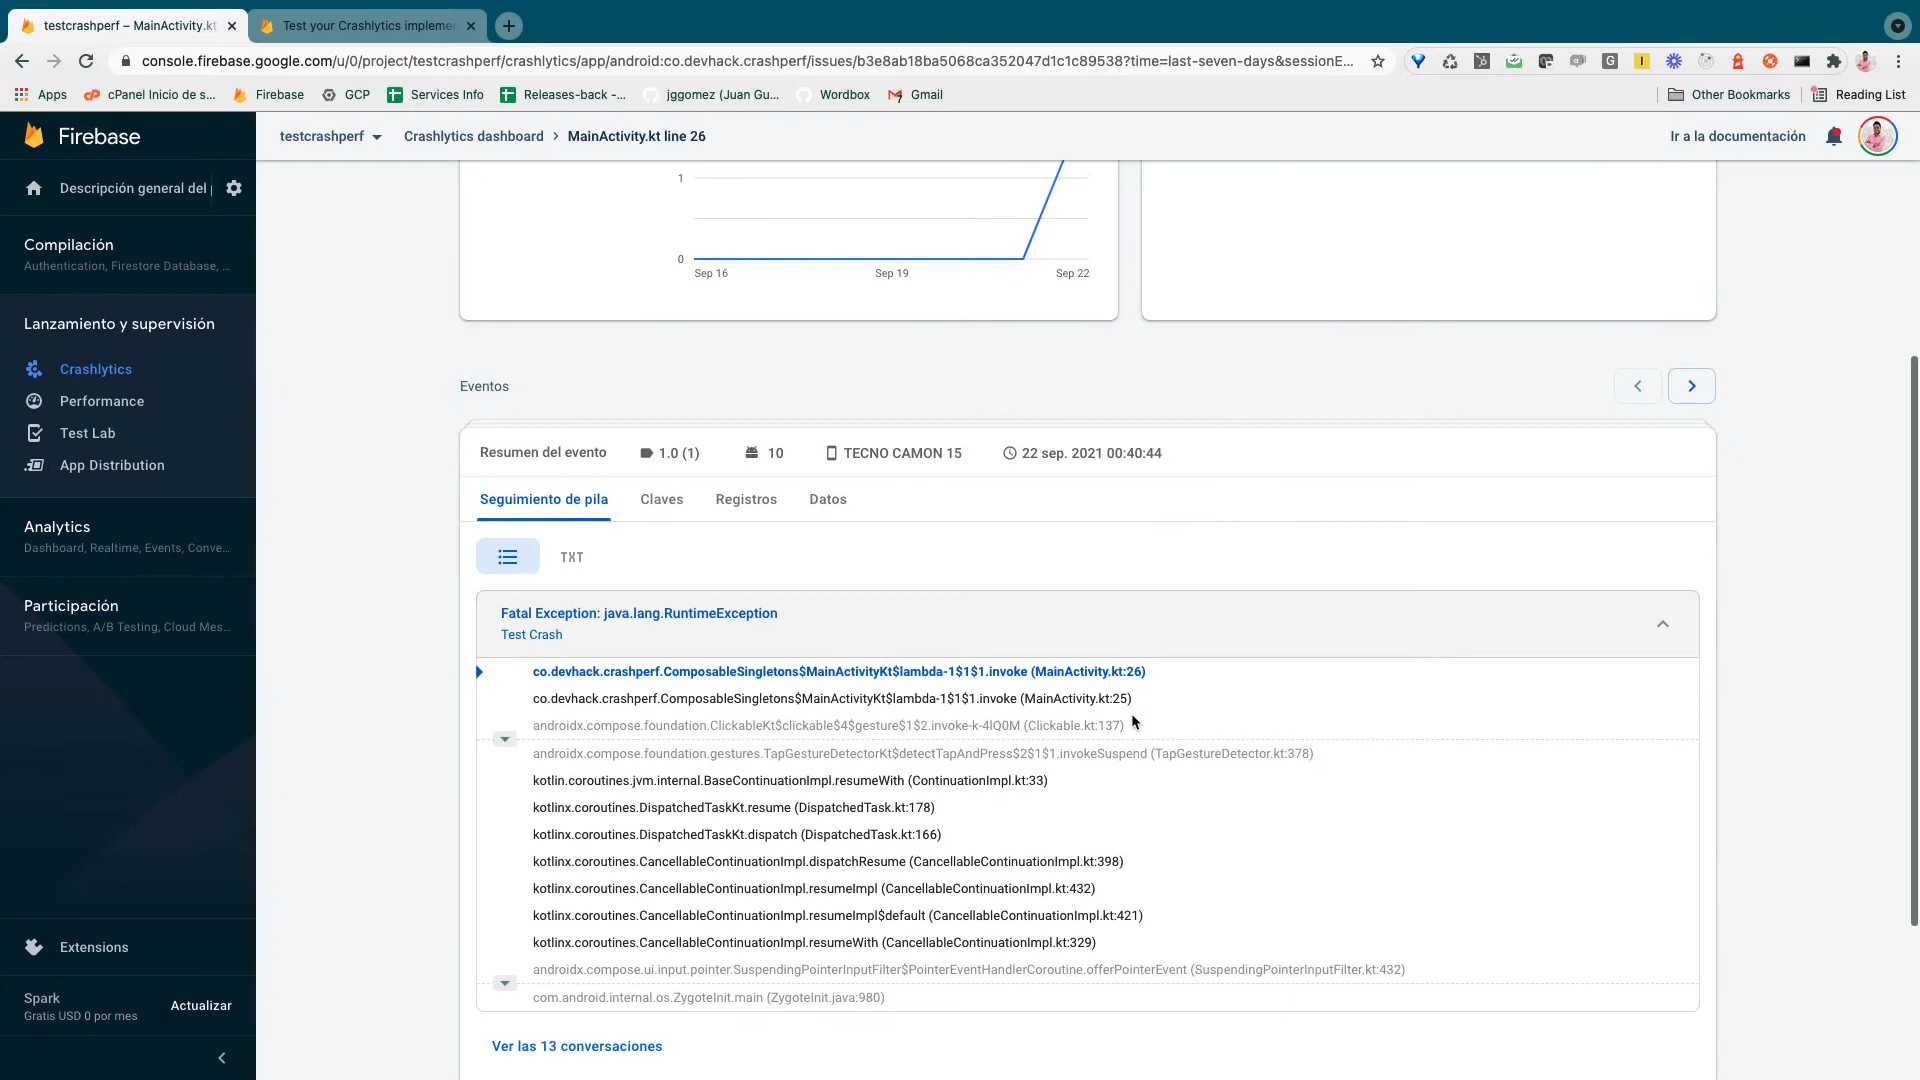 testcrashperf – MainActivity.kt
Test your Crashlytics impleme
console.firebase.google.com/u/0/project/testcrashperf/crashlytics/app/android:co.devhack.crashperf/issues/b3e8ab18ba5068ca352047d1c1c89538?time=last-seven-days&sessionE...
Apps
cPanel Inicio de s...
Firebase
GCP
Services Info
Releases-back -...
jggomez (Juan Gu...
Wordbox
Gmail
Other Bookmarks
Reading List
Firebase
testcrashperf
Crashlytics dashboard > MainActivity.kt line 26
Ir a la documentación
Descripción general del
Compilación
Authentication, Firestore Database, ...
Lanzamiento y supervisión
Crashlytics
Performance
Test Lab
App Distribution
Analytics
Dashboard, Realtime, Events, Conve...
Participación
Predictions, A/B Testing, Cloud Mes...
Extensions
Spark
Gratis USD 0 por mes
Actualizar
1
0
Sep 16
Sep 19
Sep 22
Eventos
Resumen del evento
1.0 (1)
10
TECNO CAMON 15
22 sep. 2021 00:40:44
Seguimiento de pila
Claves
Registros
Datos
TXT
Fatal Exception: java.lang.RuntimeException
Test Crash
co.devhack.crashperf.ComposableSingletons$MainActivityKt$lambda-1$1$1.invoke (MainActivity.kt:26)
co.devhack.crashperf.ComposableSingletons$MainActivityKt$lambda-1$1$1.invoke (MainActivity.kt:25)
androidx.compose.foundation.ClickableKt$clickable$4$gesture$1$2.invoke-k-4lQ0M (Clickable.kt:137)
androidx.compose.foundation.gestures.TapGestureDetectorKt$detectTapAndPress$2$1$1.invokeSuspend (TapGestureDetector.kt:378)
kotlin.coroutines.jvm.internal.BaseContinuationImpl.resumeWith (ContinuationImpl.kt:33)
kotlinx.coroutines.DispatchedTaskKt.resume (DispatchedTask.kt:178)
kotlinx.coroutines.DispatchedTaskKt.dispatch (DispatchedTask.kt:166)
kotlinx.coroutines.CancellableContinuationImpl.dispatchResume (CancellableContinuationImpl.kt:398)
kotlinx.coroutines.CancellableContinuationImpl.resumeImpl (CancellableContinuationImpl.kt:432)
kotlinx.coroutines.CancellableContinuationImpl.resumeImpl$default (CancellableContinuationImpl.kt:421)
kotlinx.coroutines.CancellableContinuationImpl.resumeWith (CancellableContinuationImpl.kt:329)
androidx.compose.ui.input.pointer.SuspendingPointerInputFilter$PointerEventHandlerCoroutine.offerPointerEvent (SuspendingPointerInputFilter.kt:432)
com.android.internal.os.ZygoteInit.main (ZygoteInit.java:980)
Ver las 13 conversaciones